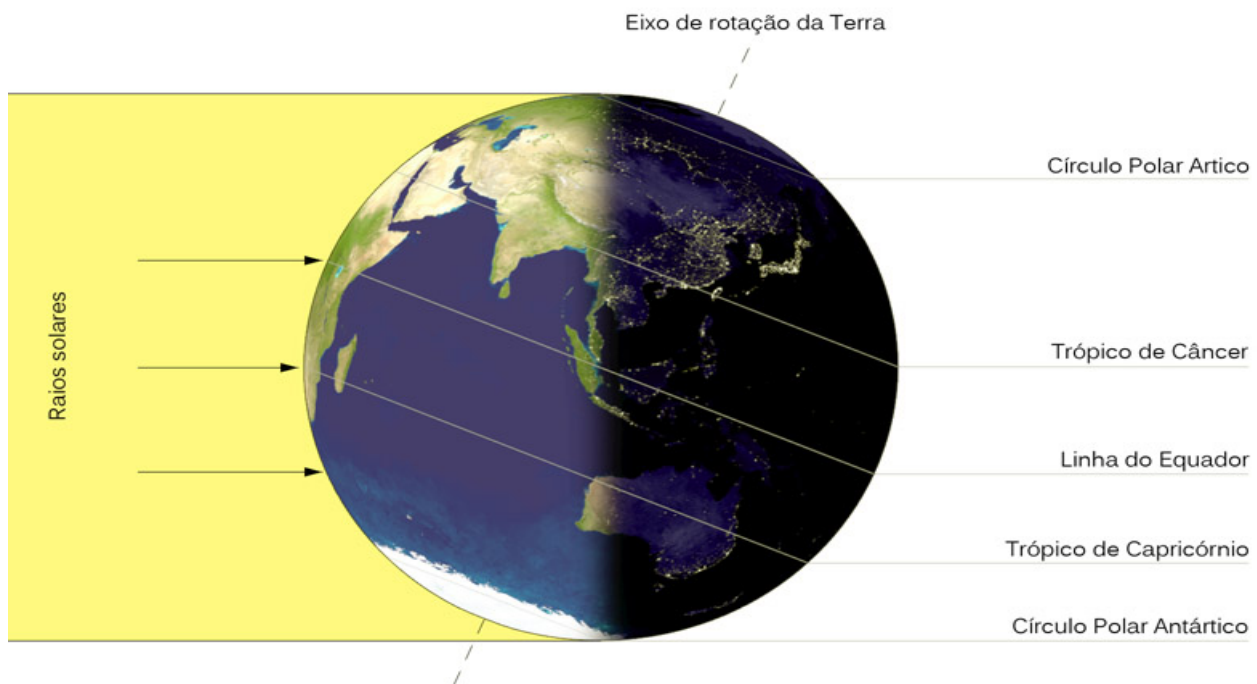 Eixo de rotação da Terra
Círculo Polar Artico
Raios solares
Trópico de Câncer
Linha do Equador
Trópico de Capricórnio
Círculo Polar Antártico